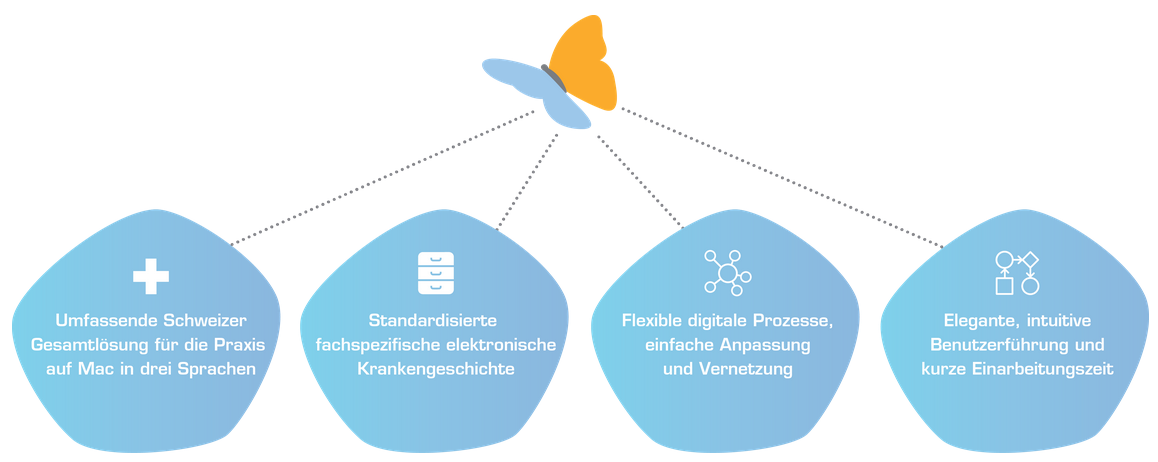 Umfassende Schweizer
Gesamtlösung für die Praxis
auf Mac in drei Sprachen
Standardisierte
fachspezifische elektronische
Krankengeschichte
Flexible digitale Prozesse,
einfache Anpassung
und Vernetzung
Elegante, intuitive
Benutzerführung und
kurze Einarbeitungszeit